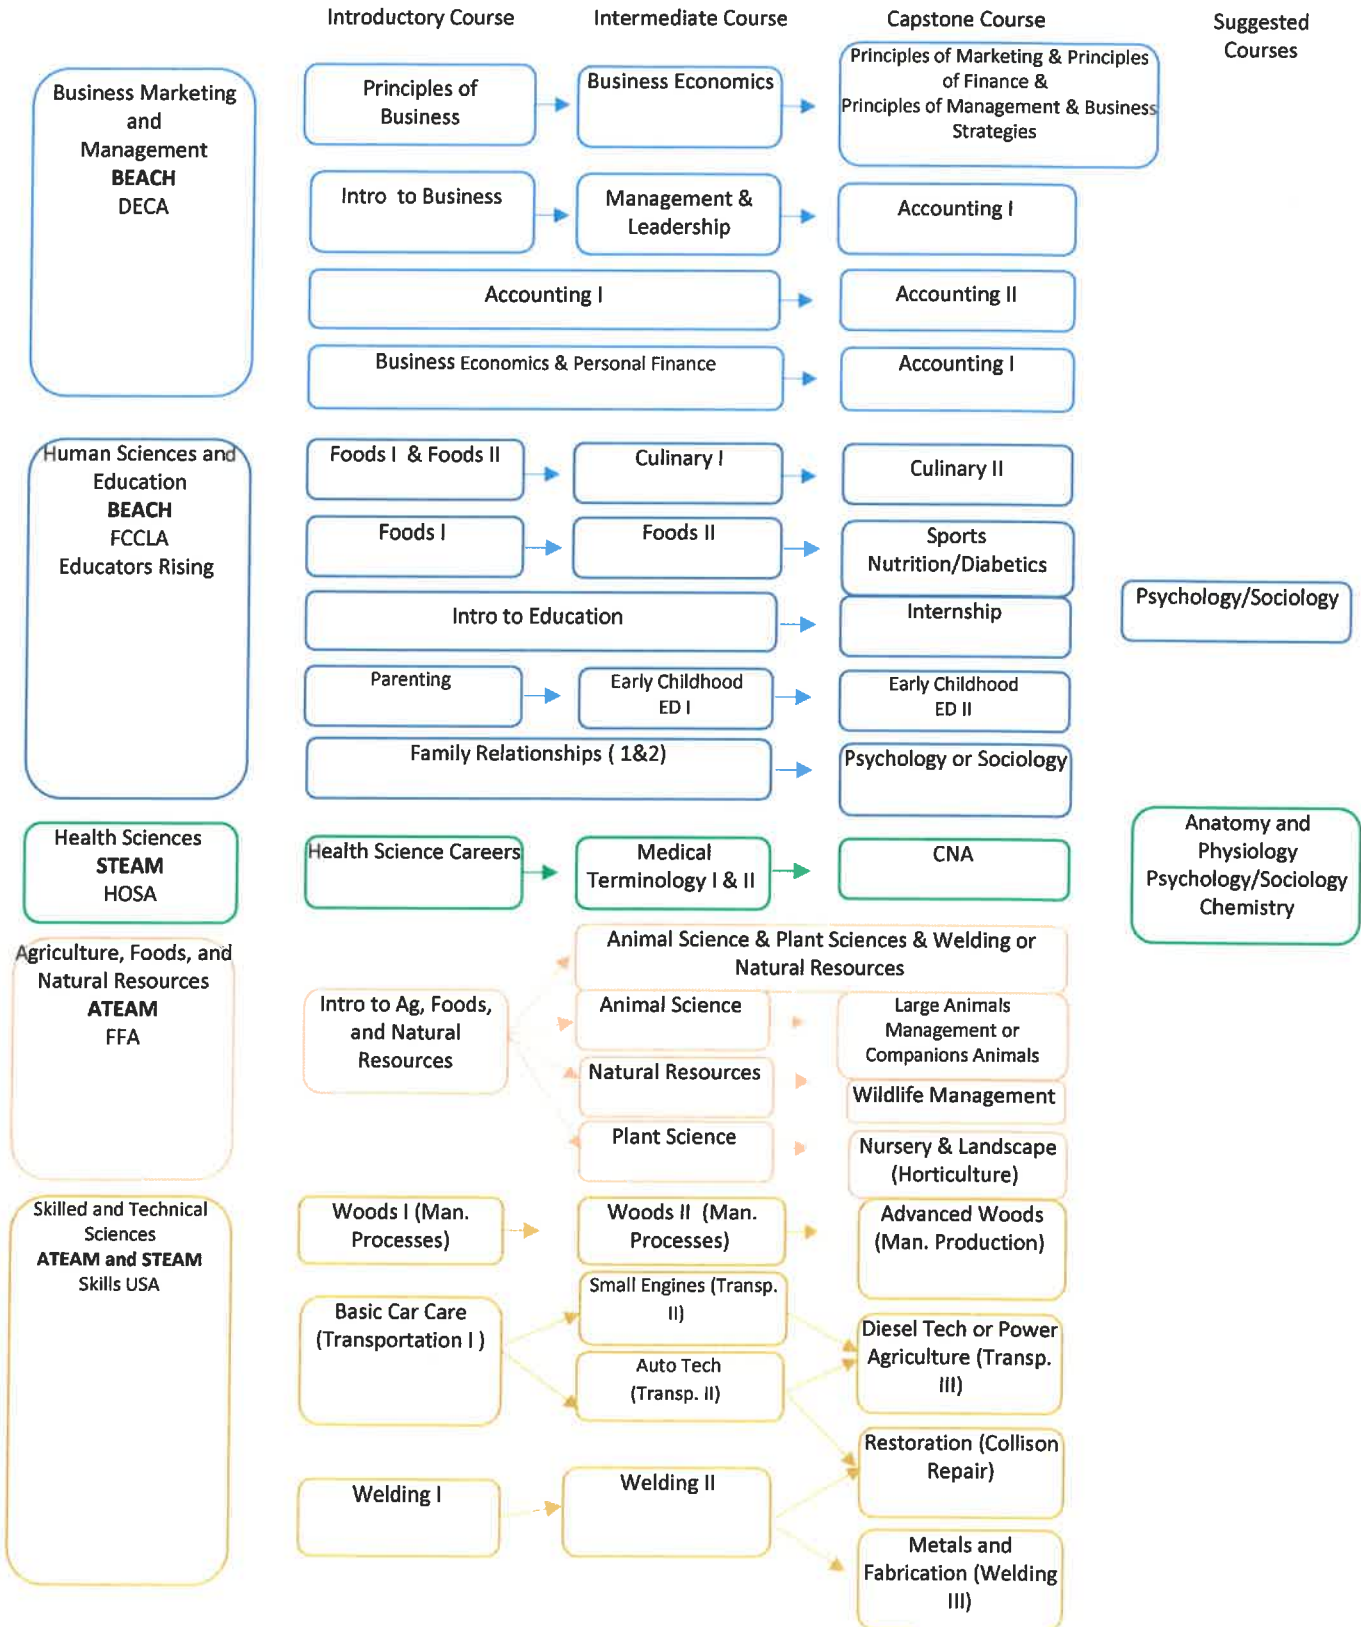 Introductory Course
Intermediate Course
Capstone Course
Suggested
Courses
Business Marketing
and
Management
BEACH
DECA
Principles of
Business
Business Economics
Principles of Marketing & Principles
of Finance &
Principles of Management & Business
Strategies
Intro to Business
Management &
Leadership
Accounting I
Accounting I
Accounting II
Business Economics & Personal Finance
Accounting I
Human Sciences and
Education
BEACH
FCCLA
Educators Rising
Foods I & Foods II
Culinary I
Culinary II
Foods I
Foods II
Sports
Nutrition/Diabetics
Intro to Education
Internship
Psychology/Sociology
Parenting
Early Childhood
ED I
Early Childhood
ED II
Family Relationships ( 1&2)
Psychology or Sociology
Health Sciences
STEAM
HOSA
Health Science Careers
Medical
Terminology I & II
CNA
Anatomy and
Physiology
Psychology/Sociology
Chemistry
Agriculture, Foods, and
Natural Resources
ATEAM
FFA
Intro to Ag, Foods,
and Natural
Resources
Animal Science & Plant Sciences & Welding or
Natural Resources
Animal Science
Large Animals
Management or
Companions Animals
Natural Resources
Wildlife Management
Plant Science
Nursery & Landscape
(Horticulture)
Skilled and Technical
Sciences
ATEAM and STEAM
Skills USA
Woods I (Man.
Processes)
Woods II (Man.
Processes)
Advanced Woods
(Man. Production)
Basic Car Care
(Transportation I )
Small Engines (Transp.
II)
Auto Tech
(Transp. II)
Diesel Tech or Power
Agriculture (Transp.
III)
Restoration (Collison
Repair)
Welding I
Welding II
Metals and
Fabrication (Welding
III)